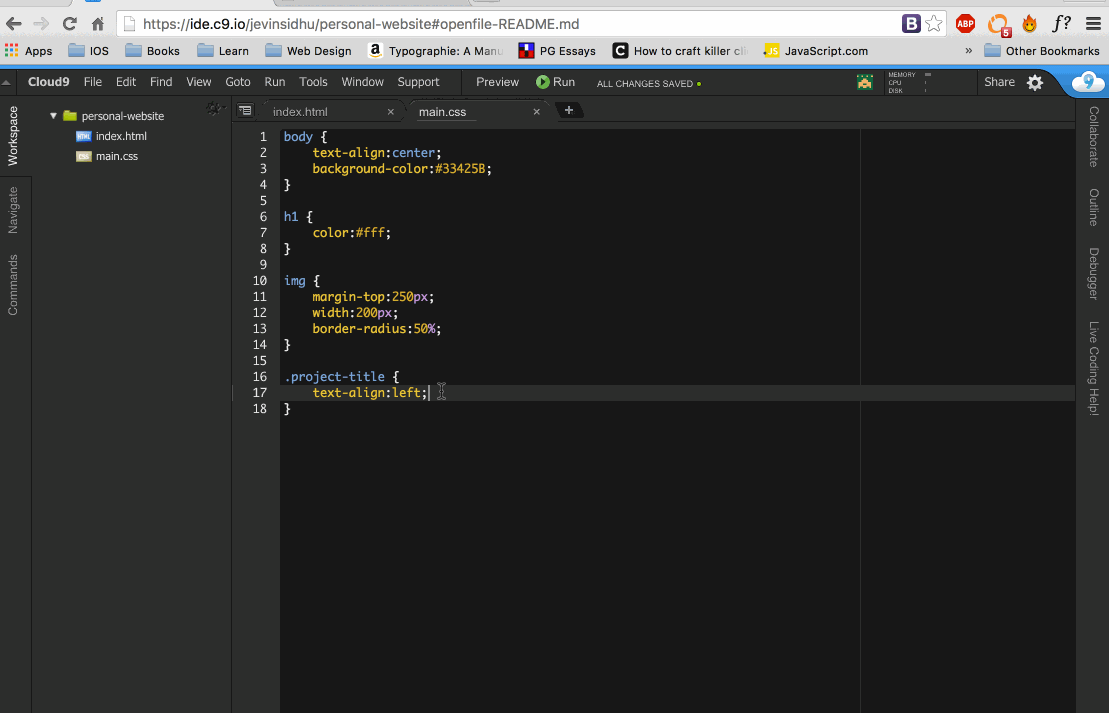 https://ide.c9.io/jevinsidhu/personal-website#openfile-README.md
B ABP 5 f?
Apps IOS Books Learn Web Design a Typographie: A Manu PG Essays C How to craft killer cli JS JavaScript.com » Other Bookmarks
Cloud9 File Edit Find View Goto Run Tools Window Support Preview Run ALL CHANGES SAVED MEMORY CPU DISK Share 9
Workspace
Navigate
Commands
personal-website
index.html
main.css
index.html × main.css × +
1 body {
2 text-align:center;
3 background-color:#33425B;
4 }
5
6 h1 {
7 color:#fff;
8 }
9
10 img {
11 margin-top:250px;
12 width:200px;
13 border-radius:50%;
14 }
15
16 .project-title {
17 text-align:left;
18 }
Collaborate
Outline
Debugger
Live Coding Help!